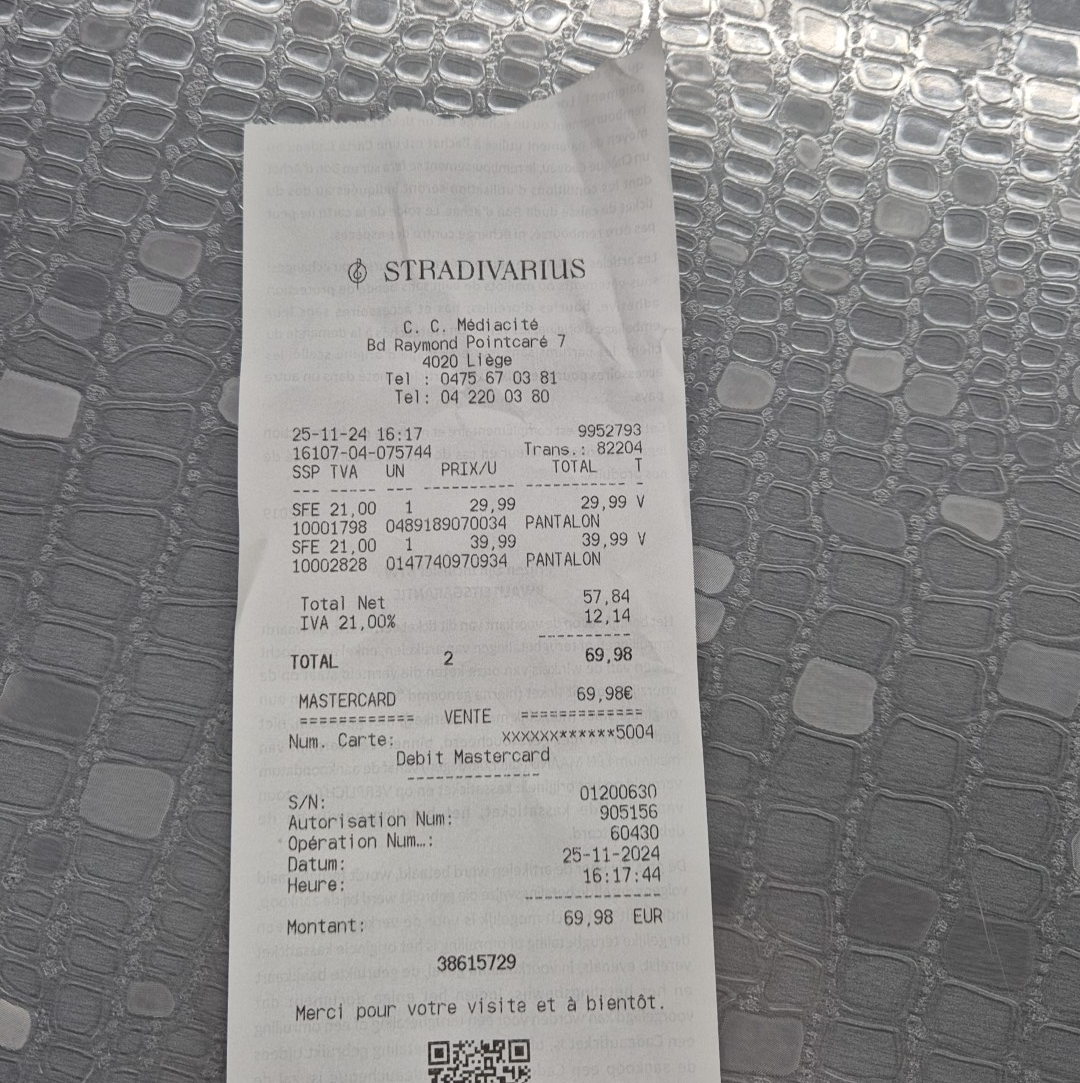 STRADIVARIUS
C. C. Médiacité
Bd Raymond Pointcaré 7
4020 Liège
Tel : 0475 67 03 81
Tel: 04 220 03 80
25-11-24 16:17 9952793
16107-04-075744 Trans.: 82204
SSP TVA UN PRIX/U TOTAL T
--- ---- --- ---------- ------------ -
SFE 21,00 1 29,99 29,99 V
10001798 0489189070034 PANTALON
SFE 21,00 1 39,99 39,99 V
10002828 0147740970934 PANTALON
Total Net 57,84
IVA 21,00% 12,14
----------
TOTAL 2 69,98
MASTERCARD 69,98€
============ VENTE =============
Num. Carte: XXXXXX******5004
Debit Mastercard
--------------
S/N: 01200630
Autorisation Num: 905156
Opération Num…: 60430
Datum: 25-11-2024
Heure: 16:17:44
--------------
Montant: 69,98 EUR
38615729
Merci pour votre visite et à bientôt.